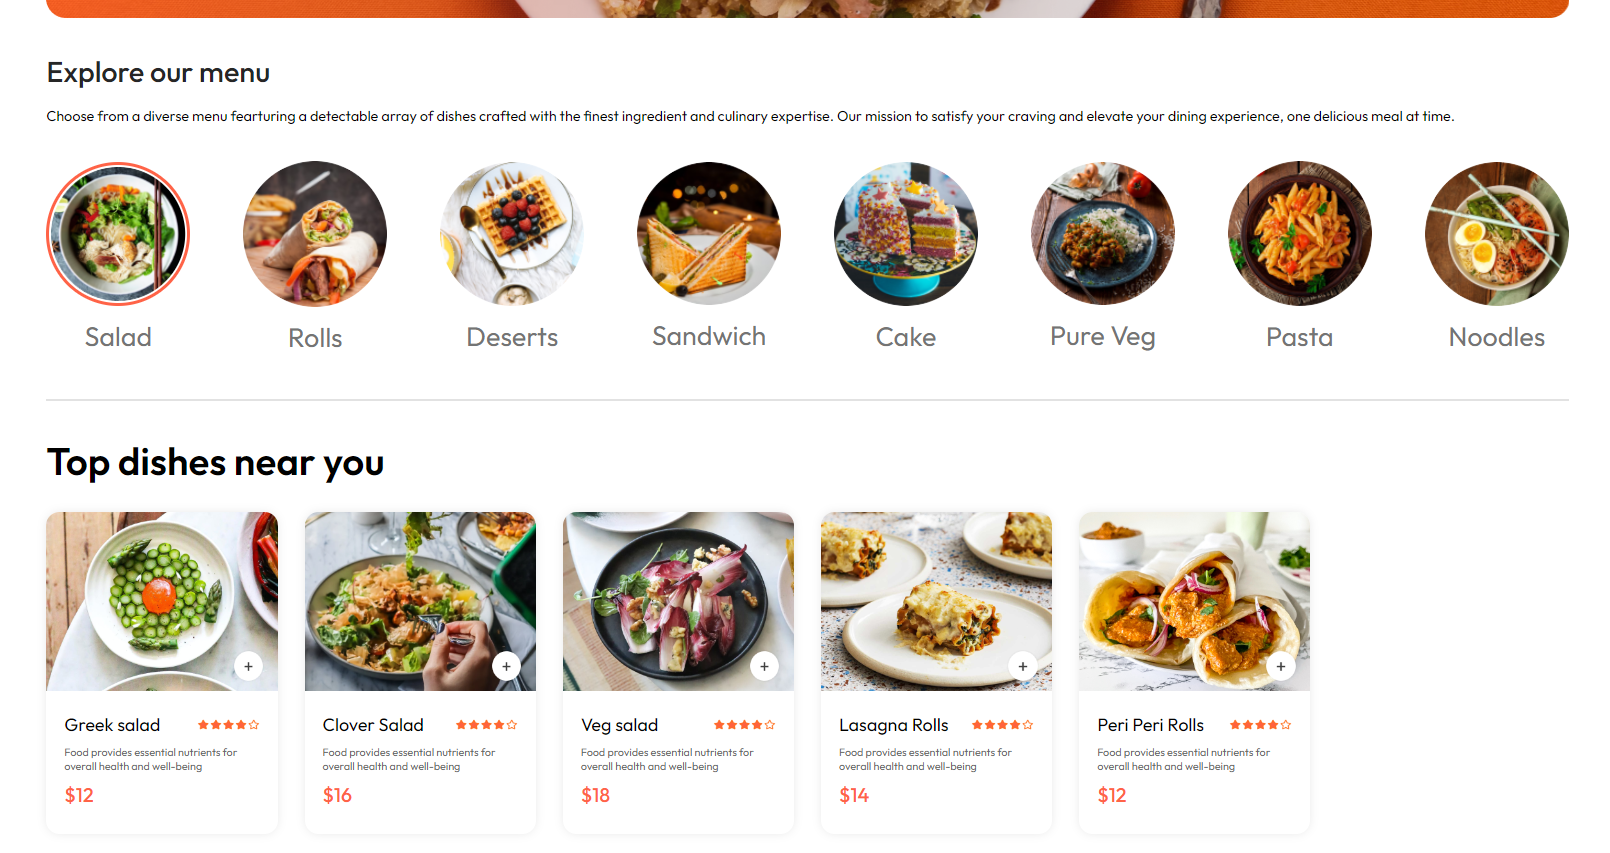 Explore our menu
Choose from a diverse menu fearturing a detectable array of dishes crafted with the finest ingredient and culinary expertise. Our mission to satisfy your craving and elevate your dining experience, one delicious meal at time.
Salad Rolls Deserts Sandwich Cake Pure Veg Pasta Noodles
Top dishes near you
Greek salad
Food provides essential nutrients for
overall health and well-being
$12
Clover Salad
Food provides essential nutrients for
overall health and well-being
$16
Veg salad
Food provides essential nutrients for
overall health and well-being
$18
Lasagna Rolls
Food provides essential nutrients for
overall health and well-being
$14
Peri Peri Rolls
Food provides essential nutrients for
overall health and well-being
$12